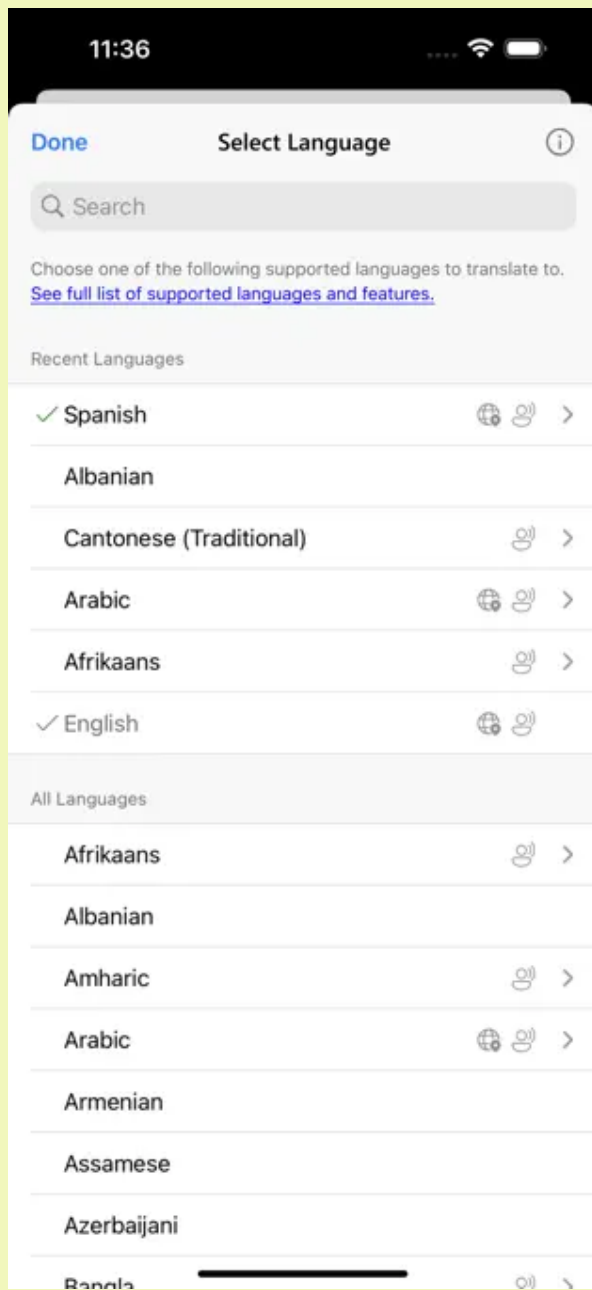 11:36
Done
Select Language
Search
Choose one of the following supported languages to translate to.
See full list of supported languages and features.
Recent Languages
Spanish
Albanian
Cantonese (Traditional)
Arabic
Afrikaans
English
All Languages
Afrikaans
Albanian
Amharic
Arabic
Armenian
Assamese
Azerbaijani
Bangla